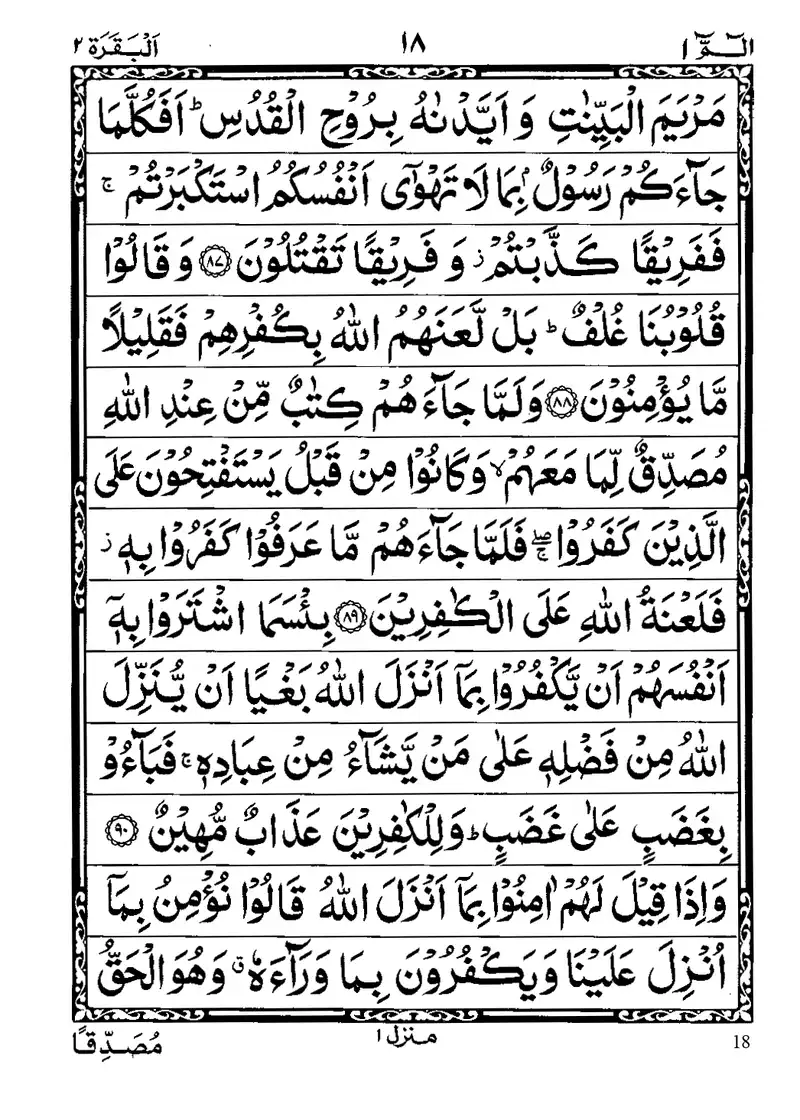 الٓـمّٓ ١ ١٨ اَلْبَقَرَة ٢
مَرْيَمَ الْبَيِّنٰتِ وَ اَيَّدْنٰهُ بِرُوْحِ الْقُدُسِ ؕ اَفَكُلَّمَا
جَآءَكُمْ رَسُوْلٌۢ بِمَا لَا تَهْوٰٓى اَنْفُسُكُمُ اسْتَكْبَرْتُمْ ۚ
فَفَرِيْقًا كَذَّبْتُمْ ؗ وَ فَرِيْقًا تَقْتُلُوْنَ ۝٨٧ وَ قَالُوْا
قُلُوْبُنَا غُلْفٌ ؕ بَلْ لَّعَنَهُمُ اللّٰهُ بِكُفْرِهِمْ فَقَلِيْلًا
مَّا يُؤْمِنُوْنَ ۝٨٨ وَلَمَّا جَآءَهُمْ كِتٰبٌ مِّنْ عِنْدِ اللّٰهِ
مُصَدِّقٌ لِّمَا مَعَهُمْ ۙ وَكَانُوْا مِنْ قَبْلُ يَسْتَفْتِحُوْنَ عَلَى
الَّذِيْنَ كَفَرُوْا ۖۚ فَلَمَّا جَآءَهُمْ مَّا عَرَفُوْا كَفَرُوْا بِهٖ ؗ
فَلَعْنَةُ اللّٰهِ عَلَى الْكٰفِرِيْنَ ۝٨٩ بِئْسَمَا اشْتَرَوْا بِهٖٓ
اَنْفُسَهُمْ اَنْ يَّكْفُرُوْا بِمَآ اَنْزَلَ اللّٰهُ بَغْيًا اَنْ يُّنَزِّلَ
اللّٰهُ مِنْ فَضْلِهٖ عَلٰى مَنْ يَّشَآءُ مِنْ عِبَادِهٖ ۚ فَبَآءُوْ
بِغَضَبٍ عَلٰى غَضَبٍ ؕ وَلِلْكٰفِرِيْنَ عَذَابٌ مُّهِيْنٌ ۝٩٠
وَاِذَا قِيْلَ لَهُمْ اٰمِنُوْا بِمَآ اَنْزَلَ اللّٰهُ قَالُوْا نُؤْمِنُ بِمَآ
اُنْزِلَ عَلَيْنَا وَيَكْفُرُوْنَ بِمَا وَرَآءَهٗ ۗ وَهُوَ الْحَقُّ
18 منزل ١ مُصَدِّقًا